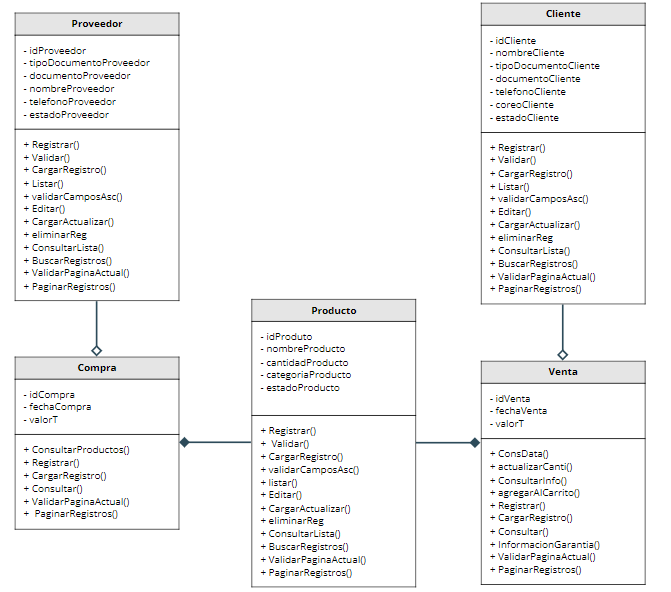 Proveedor
- idProveedor
- tipoDocumentoProveedor
- documentoProveedor
- nombreProveedor
- telefonoProveedor
- estadoProveedor
+ Registrar()
+ Validar()
+ CargarRegistro()
+ Listar()
+ validarCamposAsc()
+ Editar()
+ CargarActualizar()
+ eliminarReg
+ ConsultarLista()
+ BuscarRegistros()
+ ValidarPaginaActual()
+ PaginarRegistros()
Cliente
- idCliente
- nombreCliente
- tipoDocumentoCliente
- documentoCliente
- telefonoCliente
- coreoCliente
- estadoCliente
+ Registrar()
+ Validar()
+ CargarRegistro()
+ Listar()
+ validarCamposAsc()
+ Editar()
+ CargarActualizar()
+ eliminarReg
+ ConsultarLista()
+ BuscarRegistros()
+ ValidarPaginaActual()
+ PaginarRegistros()
Compra
- idCompra
- fechaCompra
- valorT
+ ConsultarProductos()
+ Registrar()
+ CargarRegistro()
+ Consultar()
+ ValidarPaginaActual()
+ PaginarRegistros()
Producto
- idProduto
- nombreProducto
- cantidadProducto
- categoriaProducto
- estadoProducto
+ Registrar()
+ Validar()
+ CargarRegistro()
+ validarCamposAsc()
+ listar()
+ Editar()
+ CargarActualizar()
+ eliminarReg
+ ConsultarLista()
+ BuscarRegistros()
+ ValidarPaginaActual()
+ PaginarRegistros()
Venta
- idVenta
- fechaVenta
- valorT
+ ConsData()
+ actualizarCanti()
+ ConsultarInfo()
+ agregarAlCarrito()
+ Registrar()
+ CargarRegistro()
+ Consultar()
+ InformacionGarantia()
+ ValidarPaginaActual()
+ PaginarRegistros()